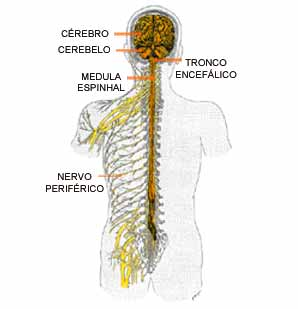 CÉREBRO
CEREBELO
TRONCO
ENCEFÁLICO
MEDULA
ESPINHAL
NERVO
PERIFÉRICO